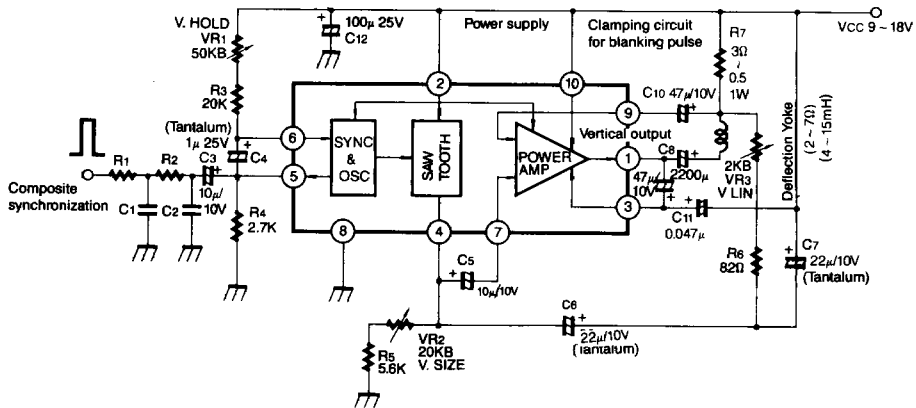 V. HOLD
VR1
50KB
100μ 25V
C12
Power supply
Clamping circuit
for blanking pulse
R7
3Ω
~
0.5
1W
VCC 9 ~ 18V
R3
20K
(Tantalum)
1μ 25V
C4
2
10
C10 47μ/10V
9
6
SYNC
&
OSC
SAW
TOOTH
POWER
AMP
Vertical output
1
C8
2200μ
47μ/
10V
2KB
VR3
V LIN
Deflection Yoke
(2 ~ 7Ω)
(4 ~ 15mH)
R1
R2
C3
10μ/
10V
5
3
C11
0.047μ
Composite
synchronization
C1
C2
R4
2.7K
8
4
7
C5
10μ/10V
R6
82Ω
C7
22μ/10V
(Tantalum)
C6
22μ/10V
(Tantalum)
R5
5.6K
VR2
20KB
V. SIZE